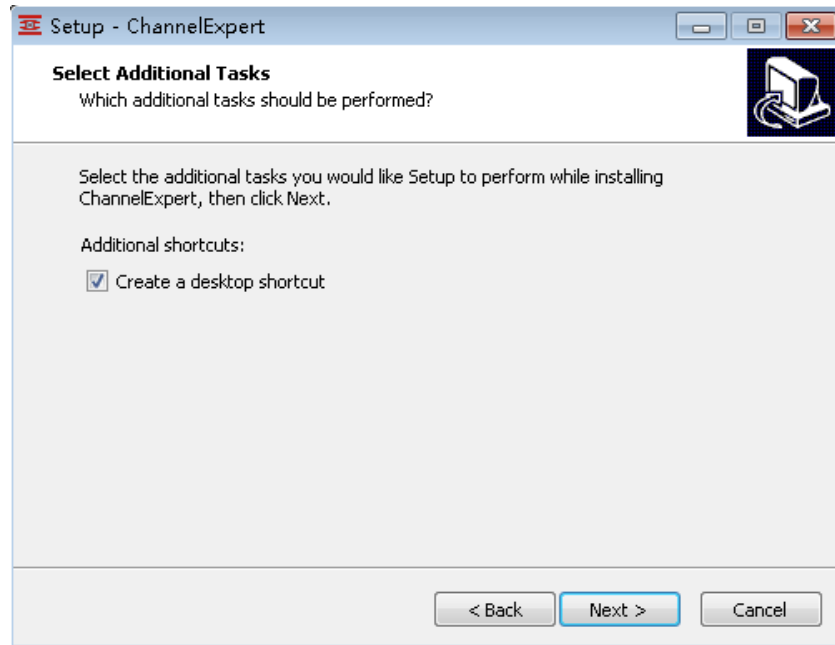 Setup - ChannelExpert
Select Additional Tasks
Which additional tasks should be performed?
Select the additional tasks you would like Setup to perform while installing
ChannelExpert, then click Next.
Additional shortcuts:
Create a desktop shortcut
< Back Next > Cancel